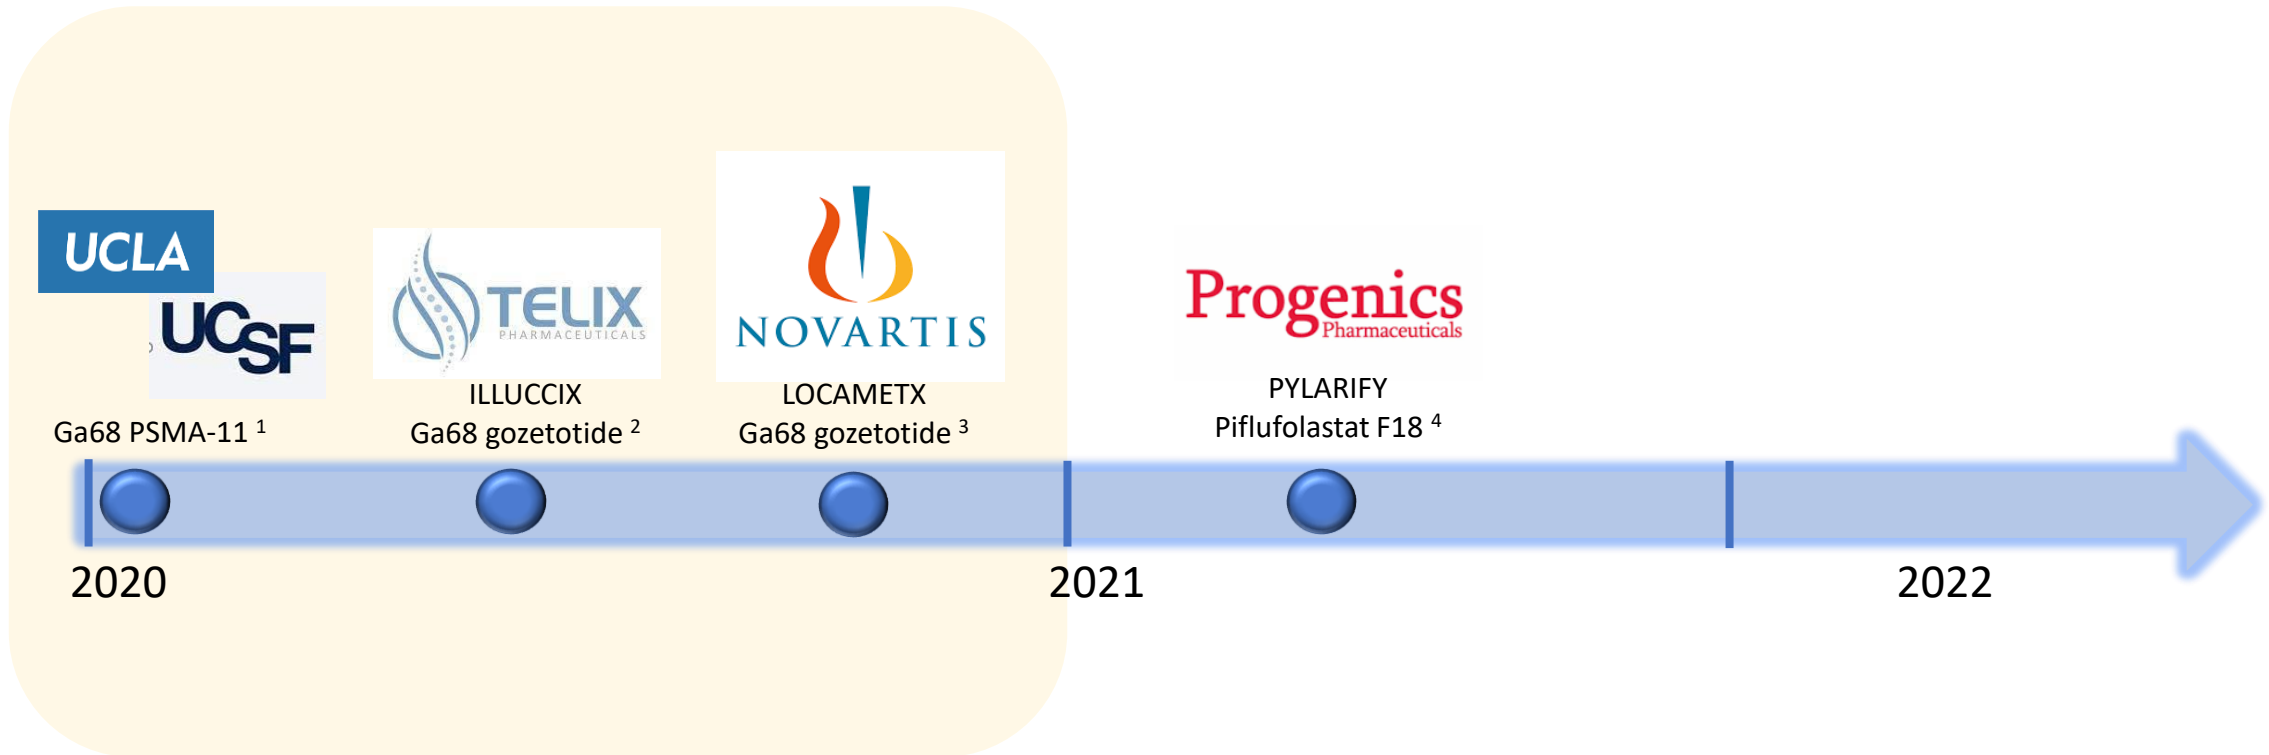 UCLA
UCSF
Ga68 PSMA-11 1
TELIX
PHARMACEUTICALS
ILLUCCIX
Ga68 gozetotide 2
NOVARTIS
LOCAMETX
Ga68 gozetotide 3
Progenics
Pharmaceuticals
PYLARIFY
Piflufolastat F18 4
2020
2021
2022